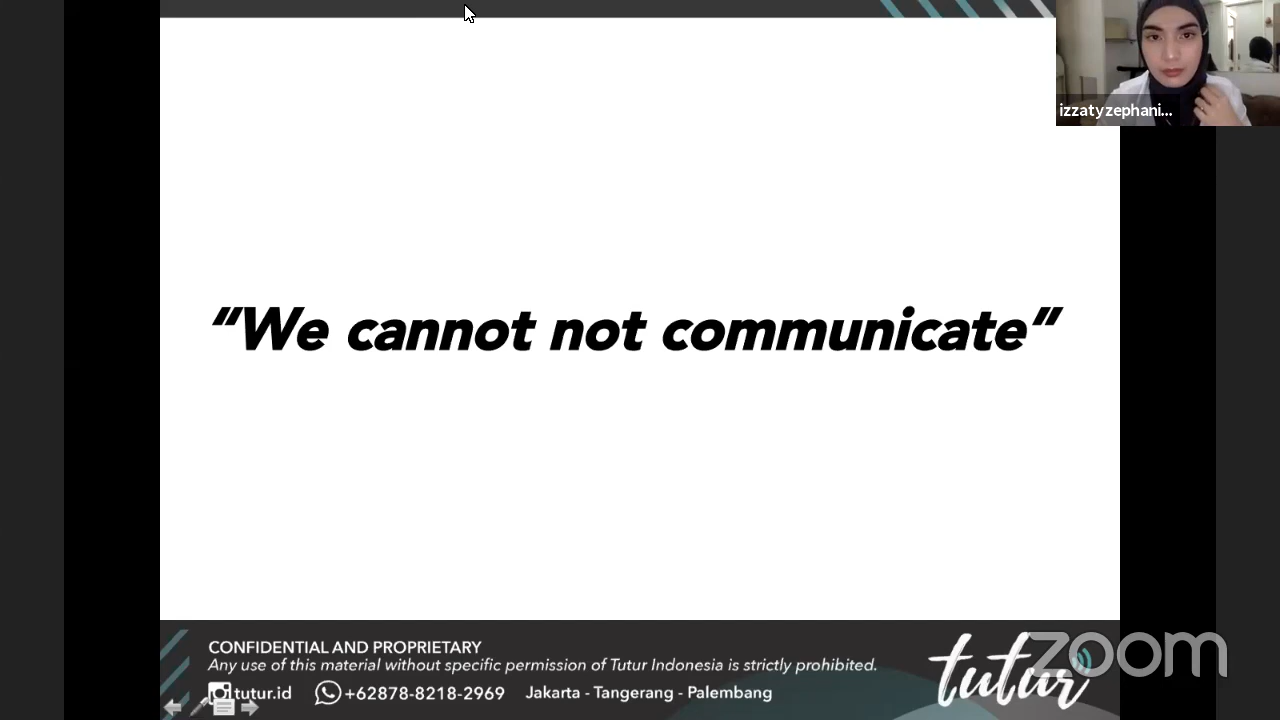 izzatyzephani...
“We cannot not communicate”
CONFIDENTIAL AND PROPRIETARY
Any use of this material without specific permission of Tutur Indonesia is strictly prohibited.
tutur.id +62878-8218-2969 Jakarta - Tangerang - Palembang
tutur
zoom